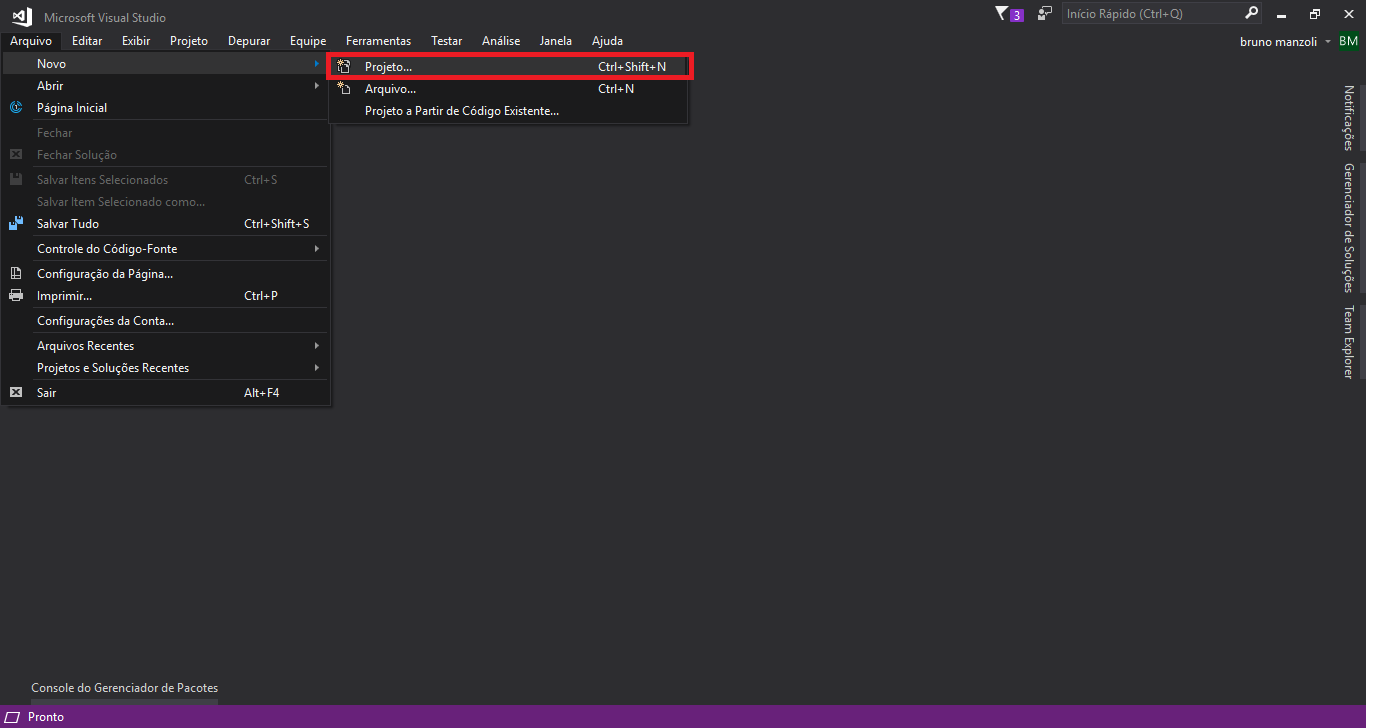 Microsoft Visual Studio
3
Início Rápido (Ctrl+Q)
Arquivo Editar Exibir Projeto Depurar Equipe Ferramentas Testar Análise Janela Ajuda
bruno manzoli BM
Novo
Abrir
Página Inicial
Fechar
Fechar Solução
Salvar Itens Selecionados Ctrl+S
Salvar Item Selecionado como...
Salvar Tudo Ctrl+Shift+S
Controle do Código-Fonte
Configuração da Página...
Imprimir... Ctrl+P
Configurações da Conta...
Arquivos Recentes
Projetos e Soluções Recentes
Sair Alt+F4
Projeto... Ctrl+Shift+N
Arquivo... Ctrl+N
Projeto a Partir de Código Existente...
Notificações
Gerenciador de Soluções
Team Explorer
Console do Gerenciador de Pacotes
Pronto